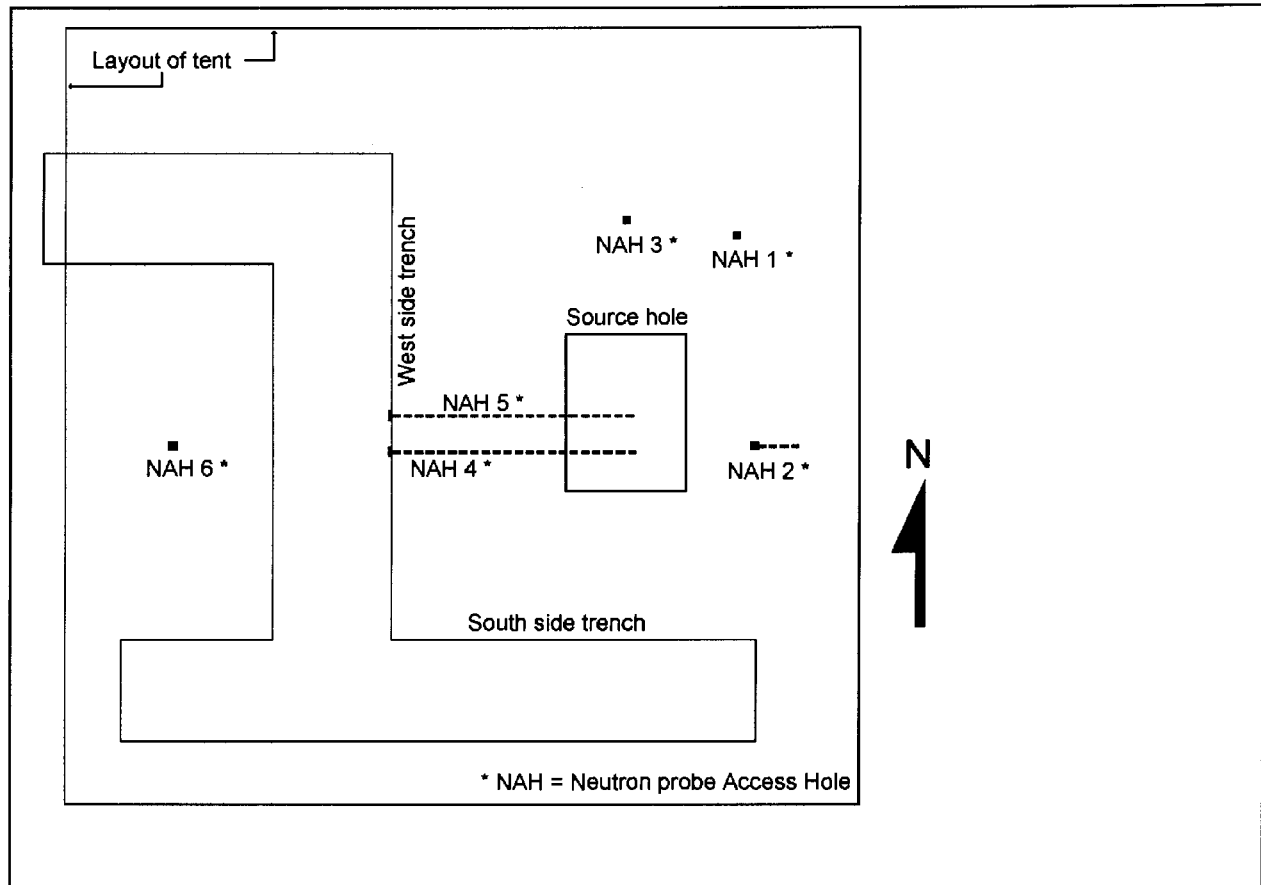 Layout of tent
West side trench
NAH 3 *
NAH 1 *
Source hole
NAH 5 *
NAH 4 *
NAH 6 *
NAH 2 *
N
South side trench
* NAH = Neutron probe Access Hole